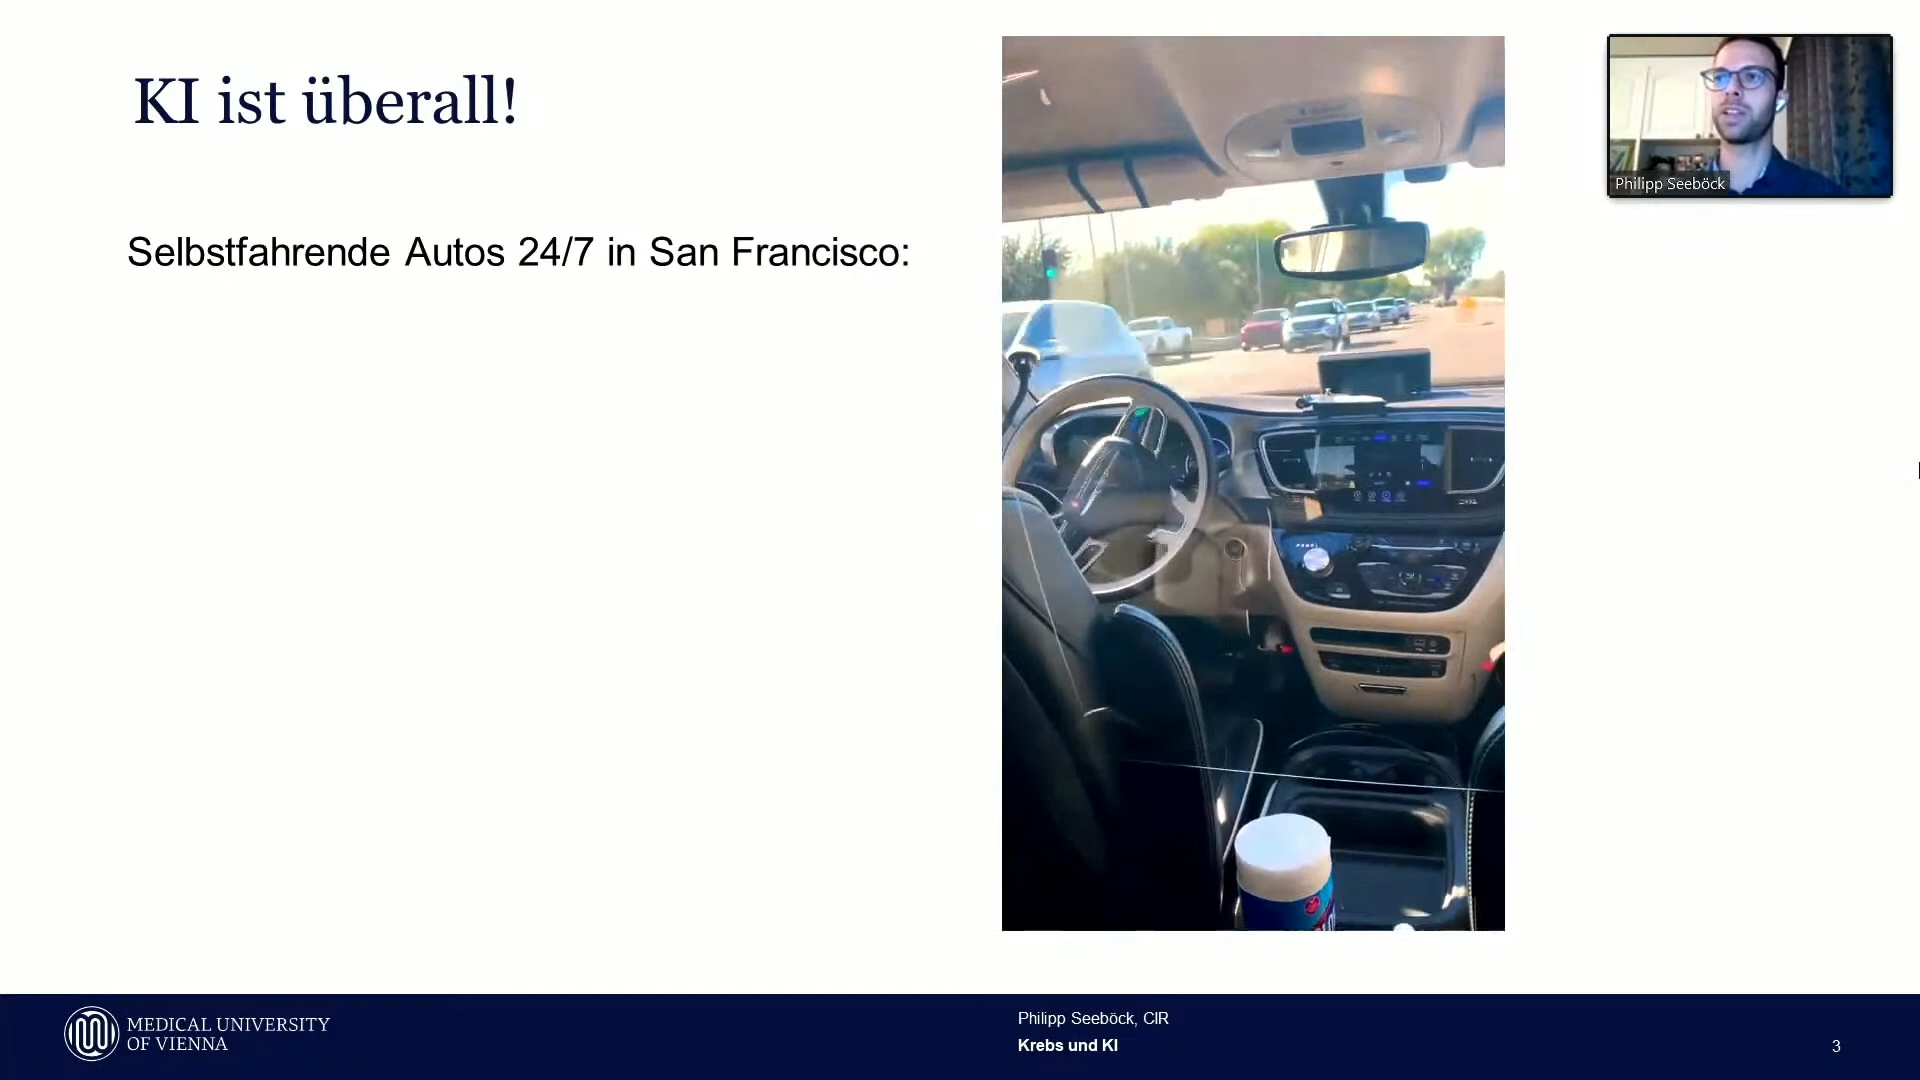 KI ist überall!
Selbstfahrende Autos 24/7 in San Francisco:
Philipp Seeböck
MEDICAL UNIVERSITY
OF VIENNA
Philipp Seeböck, CIR
Krebs und KI
3